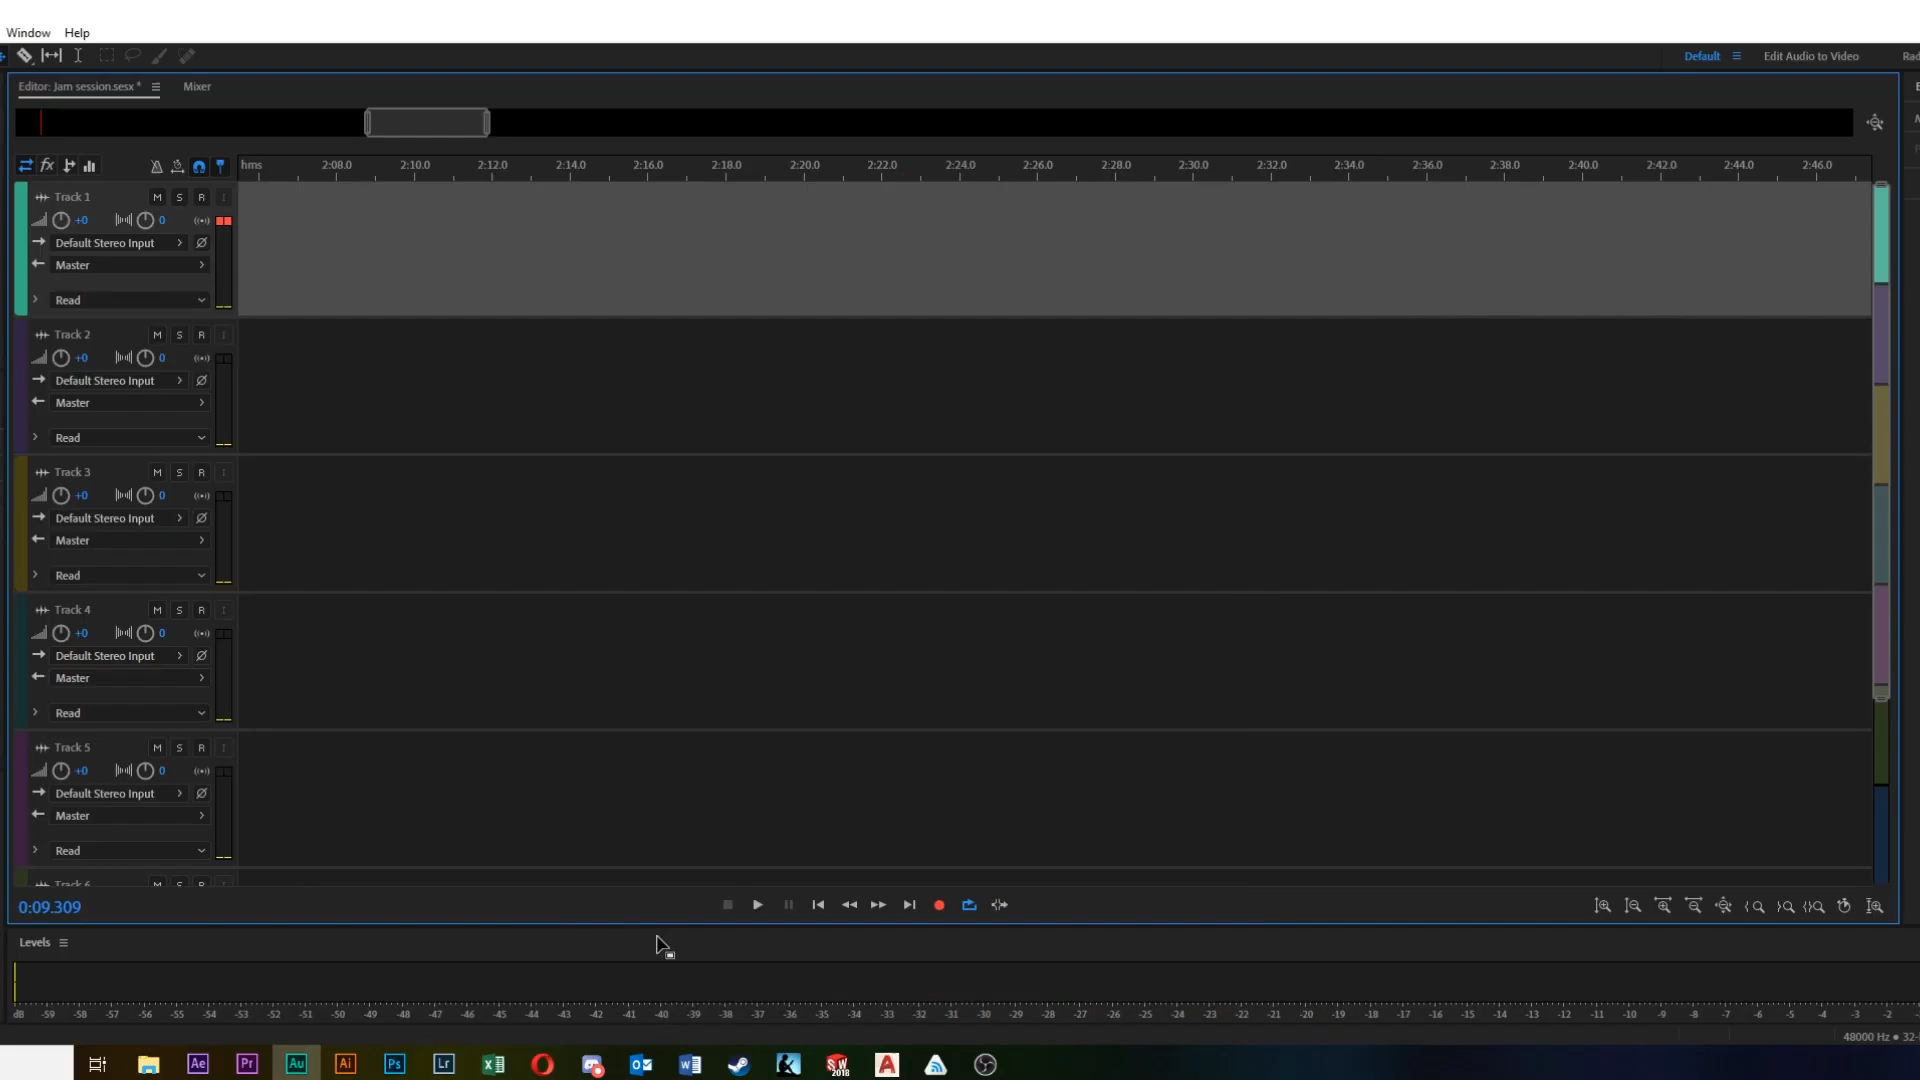 Window Help
Default Edit Audio to Video Rad
Editor: Jam session.sesx * Mixer
hms 2:08.0 2:10.0 2:12.0 2:14.0 2:16.0 2:18.0 2:20.0 2:22.0 2:24.0 2:26.0 2:28.0 2:30.0 2:32.0 2:34.0 2:36.0 2:38.0 2:40.0 2:42.0 2:44.0 2:46.0
Track 1 M S R I
+0 0
Default Stereo Input
Master
Read
Track 2 M S R I
+0 0
Default Stereo Input
Master
Read
Track 3 M S R I
+0 0
Default Stereo Input
Master
Read
Track 4 M S R I
+0 0
Default Stereo Input
Master
Read
Track 5 M S R I
+0 0
Default Stereo Input
Master
Read
Track 6 M S R
0:09.309
Levels
dB -59 -58 -57 -56 -55 -54 -53 -52 -51 -50 -49 -48 -47 -46 -45 -44 -43 -42 -41 -40 -39 -38 -37 -36 -35 -34 -33 -32 -31 -30 -29 -28 -27 -26 -25 -24 -23 -22 -21 -20 -19 -18 -17 -16 -15 -14 -13 -12 -11 -10 -9 -8 -7 -6 -5 -4 -3 -2
48000 Hz ● 32-
Ae Pr Au Ai Ps Lr SW 2018 A